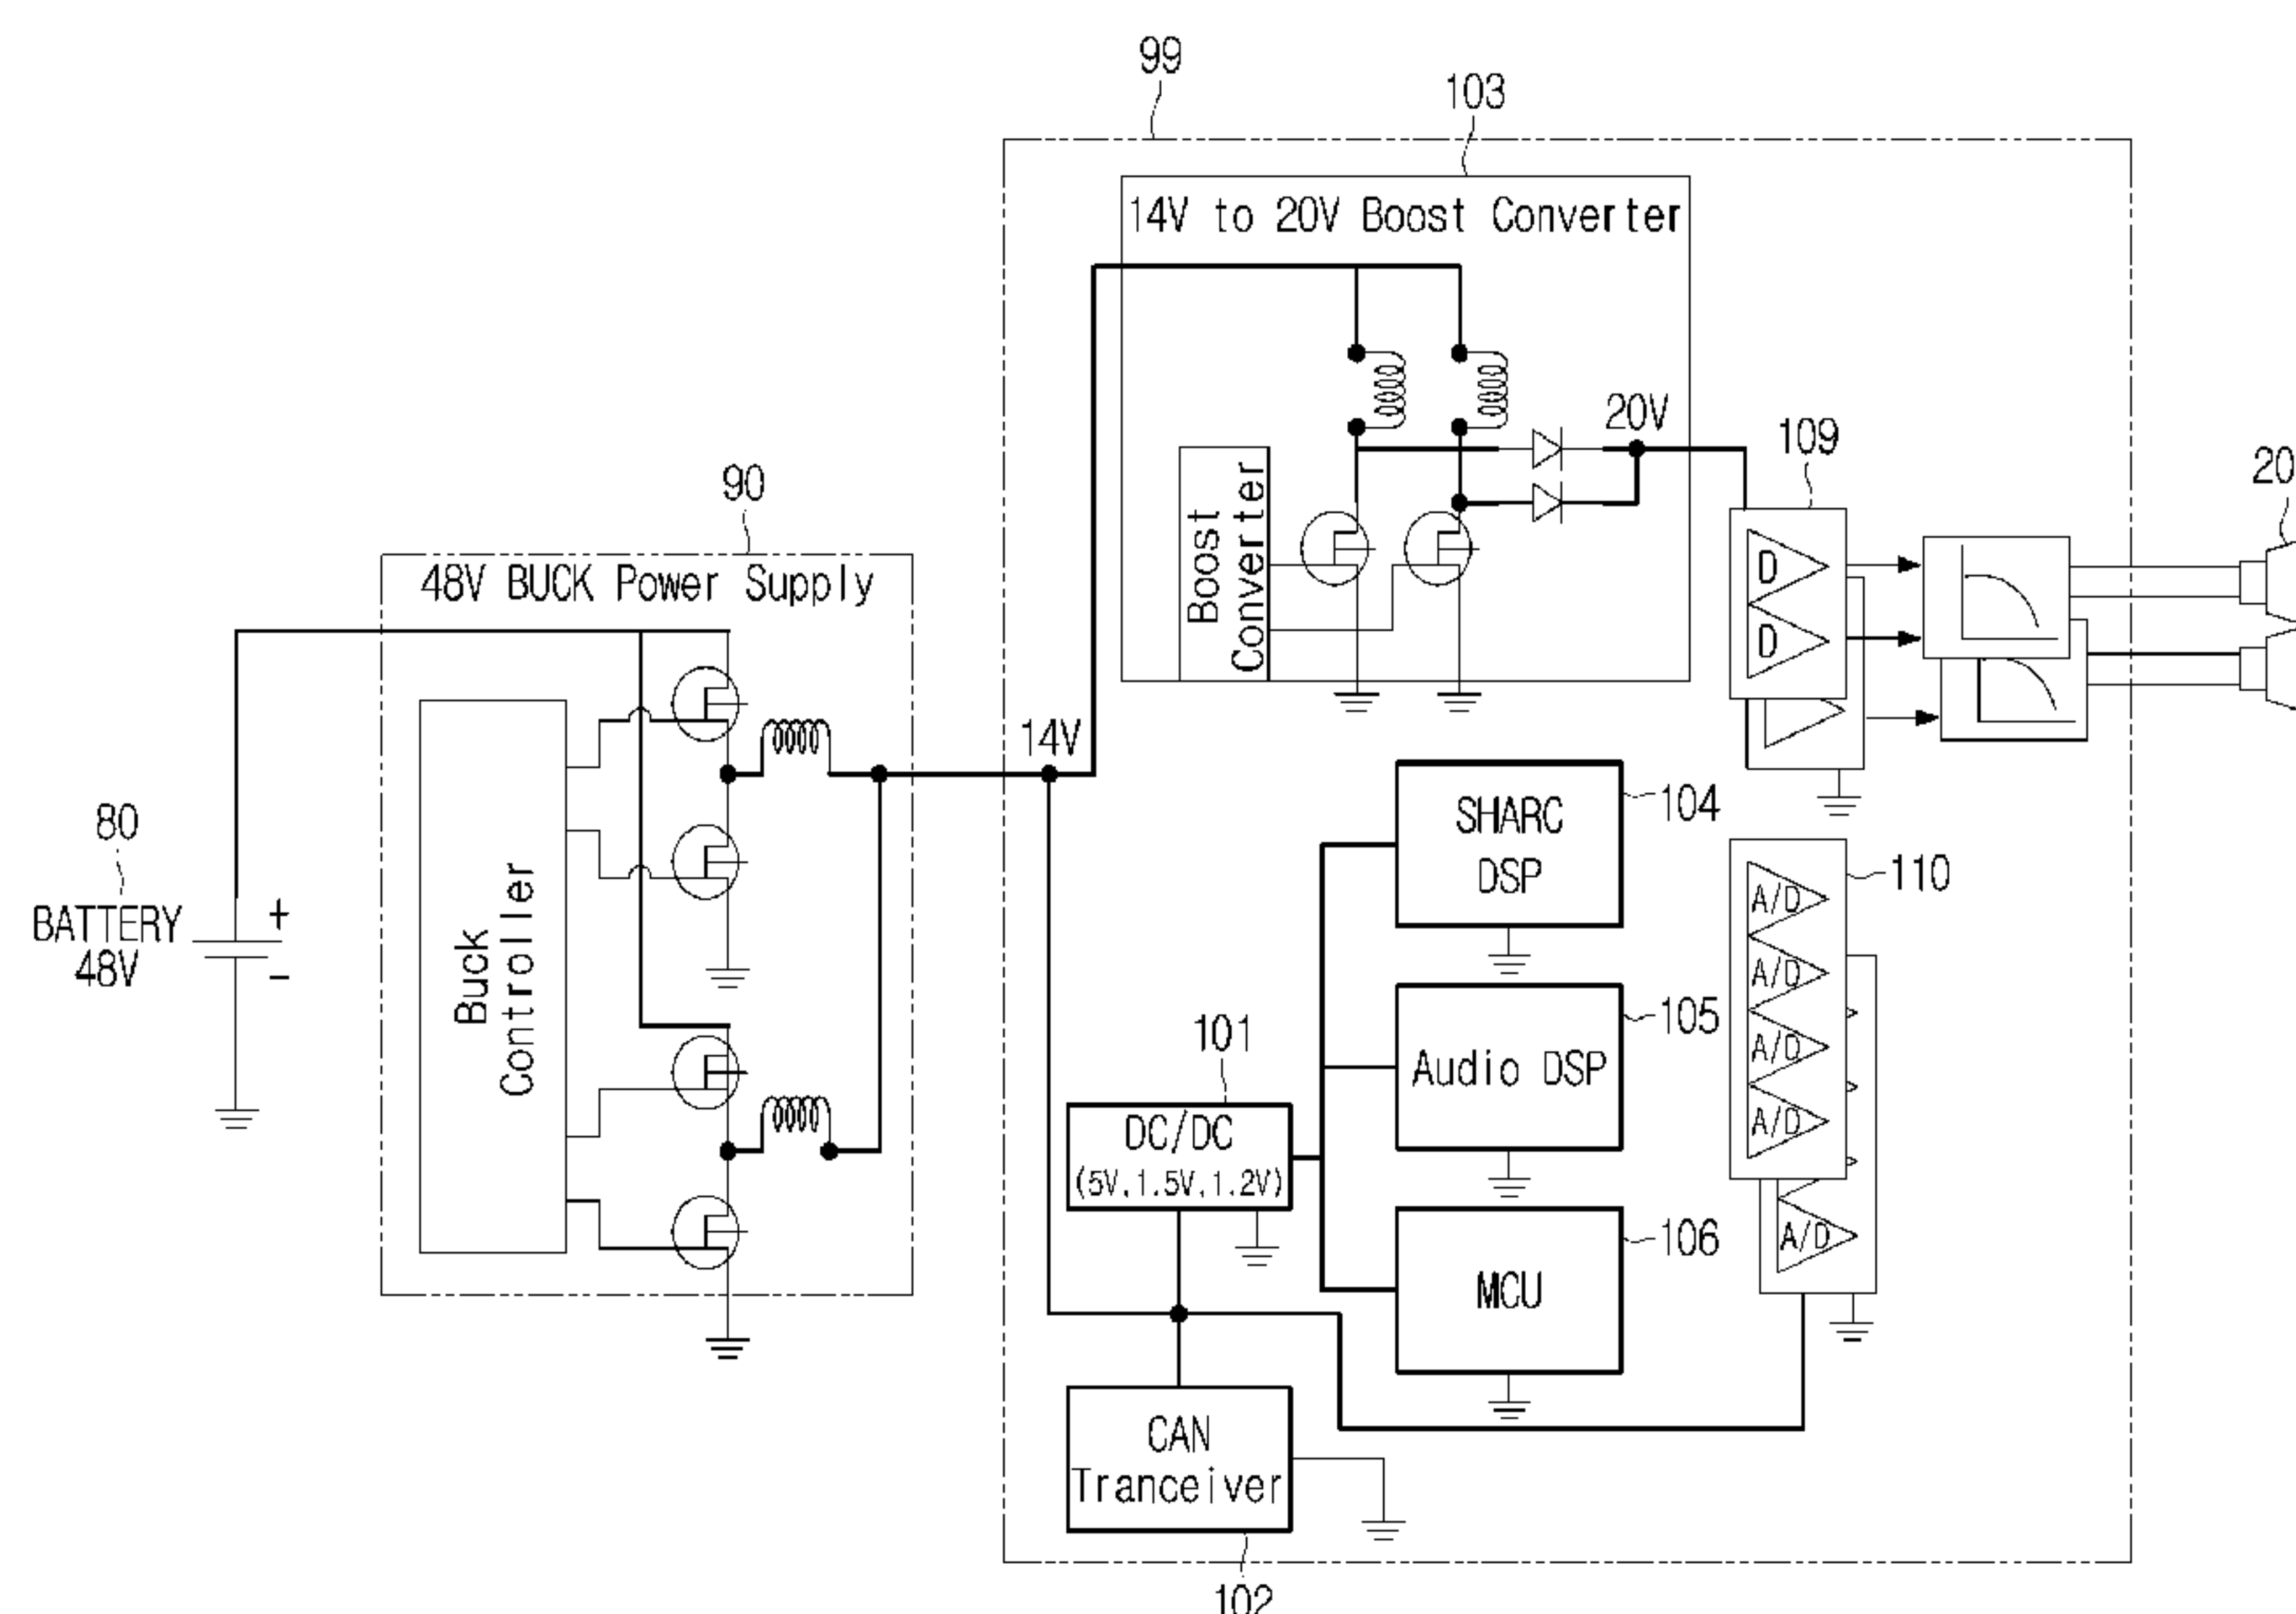 99
103
14V to 20V Boost Converter
20V
109
20
90
48V BUCK Power Supply
Boost
Converter
D
D
14V
80
BATTERY
48V
+
−
Buck
Controller
SHARC
DSP
104
110
A/D
A/D
A/D
A/D
A/D
Audio DSP
105
101
DC/DC
(5V,1.5V,1.2V)
MCU
106
CAN
Tranceiver
102